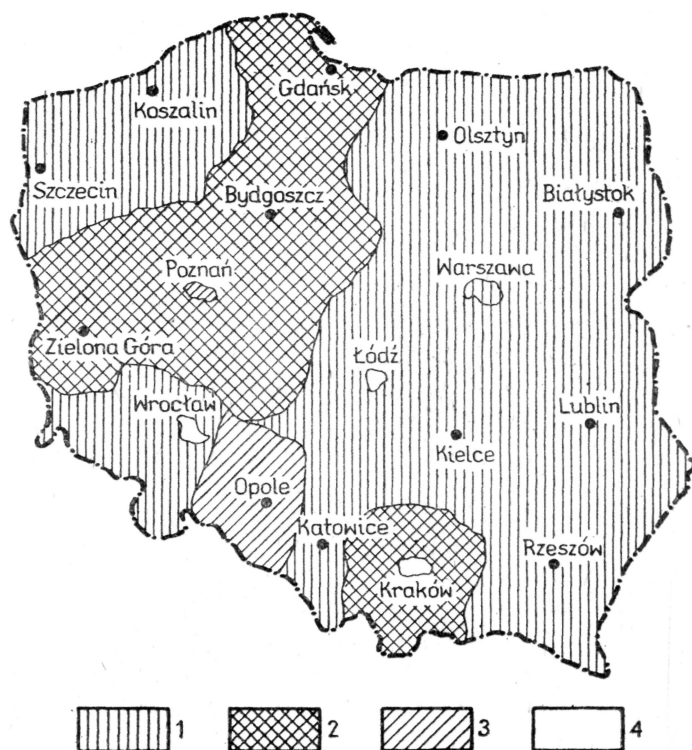 Gdańsk
Koszalin
Olsztyn
Szczecin
Bydgoszcz
Białystok
Poznań
Warszawa
Zielona Góra
Łódź
Wrocław
Lublin
Kielce
Opole
Katowice
Rzeszów
Kraków
1 2 3 4